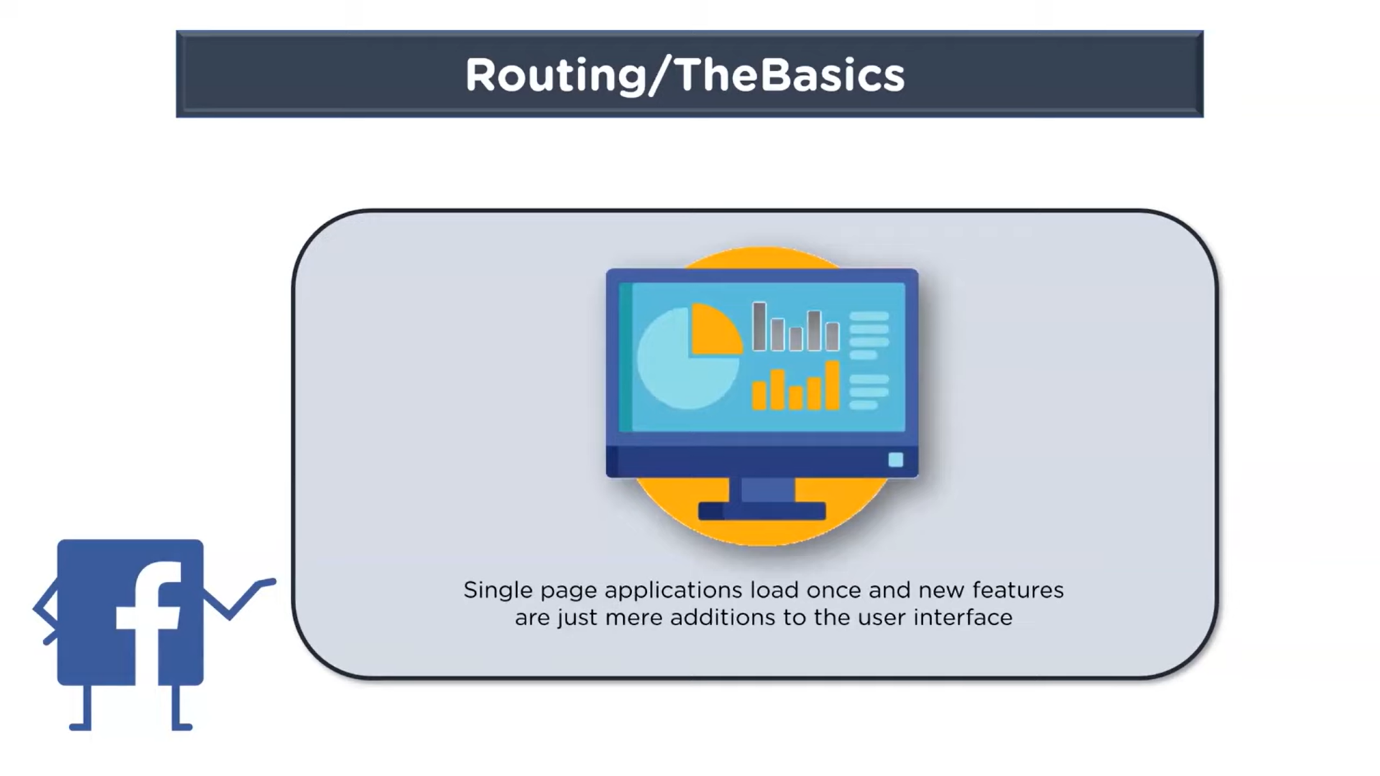 Routing/TheBasics
Single page applications load once and new features
are just mere additions to the user interface
f